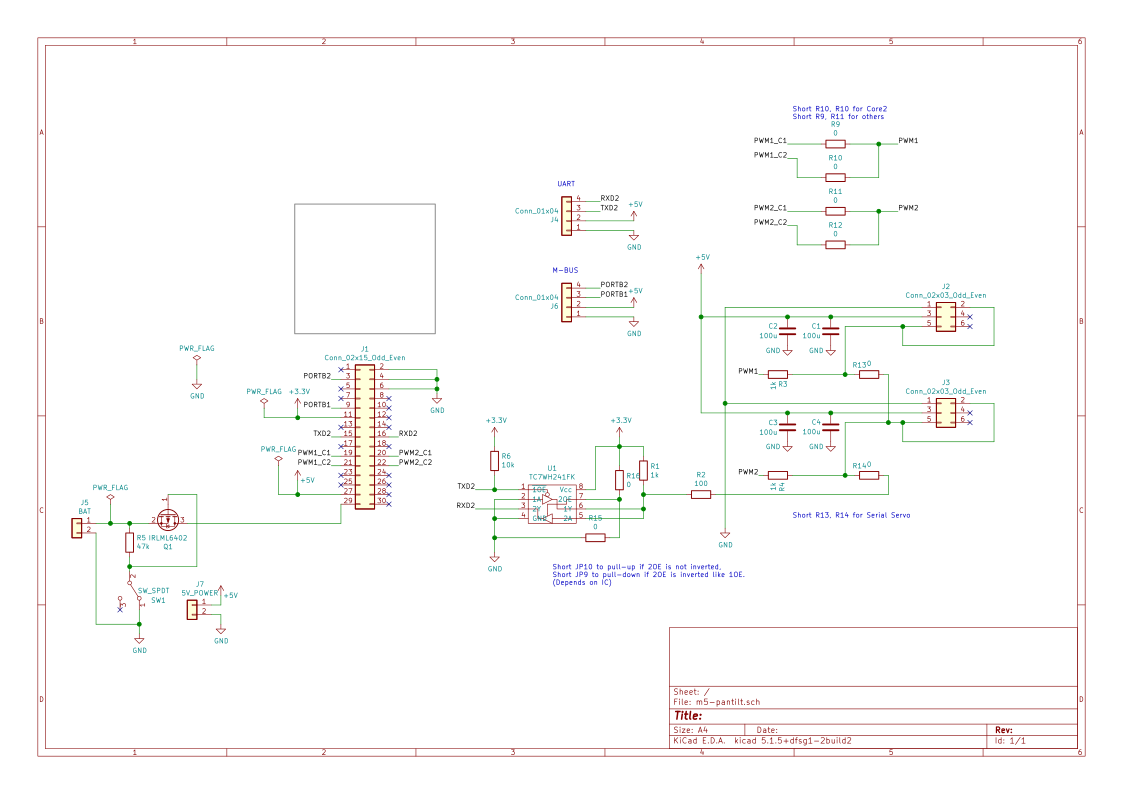 1 2 3 4 5 6
A A
B B
C C
D D
1 2 3 4 5 6
Short R10, R10 for Core2
Short R9, R11 for others
R9
0
PWM1_C1
PWM1
PWM1_C2
R10
0
R11
0
PWM2_C1
PWM2
PWM2_C2
R12
0
UART
Conn_01x04
J4
4 RXD2
3 TXD2
2 +5V
1
GND
M-BUS
Conn_01x04
J6
4 PORTB2
3 PORTB1
2 +5V
1
GND
+5V
J2
Conn_02x03_Odd_Even
1 2
3 4
5 6
C2
100u
C1
100u
GND
GND
PWM1
1k
R3
R13
0
J3
Conn_02x03_Odd_Even
1 2
3 4
5 6
C3
100u
C4
100u
GND
GND
PWM2
1k
R4
R14
0
GND
Short R13, R14 for Serial Servo
PWR_FLAG
GND
J1
Conn_02x15_Odd_Even
1 2
PORTB2 3 4
5 6
7 8
PORTB1 9 10
11 12
13 14
TXD2 15 16 RXD2
17 18
PWM1_C1 19 20 PWM2_C1
PWM1_C2 21 22 PWM2_C2
23 24
25 26
27 28
29 30
GND
PWR_FLAG
+3.3V
PWR_FLAG
+5V
PWR_FLAG
J5
BAT
1
2
R5
47k
IRLML6402
Q1
1
2 3
SW_SPDT
SW1
2
3
1
GND
J7
5V_POWER
1
2
+5V
GND
+3.3V
R6
10k
TXD2
RXD2
U1
TC7WH241FK
1 1OE Vcc 8
2 1A 2OE 7
3 2Y 1Y 6
4 GND 2A 5
GND
+3.3V
R16
0
R1
1k
R15
0
R2
100
Short JP10 to pull-up if 2OE is not inverted,
Short JP9 to pull-down if 2OE is inverted like 1OE.
(Depends on IC)
Sheet: /
File: m5-pantilt.sch
Title:
Size: A4 Date: Rev:
KiCad E.D.A. kicad 5.1.5+dfsg1-2build2 Id: 1/1